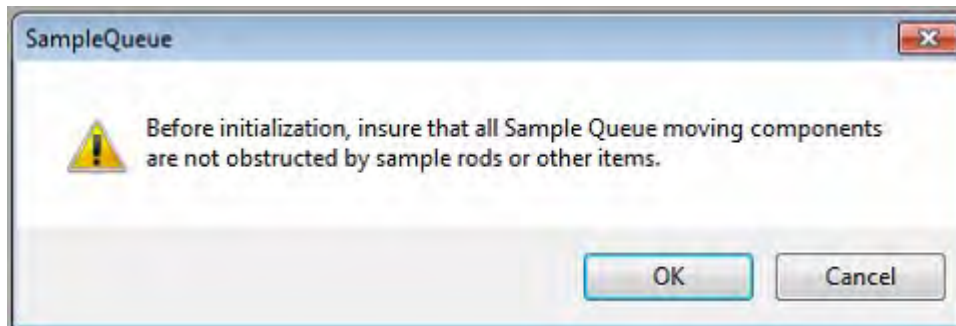 SampleQueue
Before initialization, insure that all Sample Queue moving components
are not obstructed by sample rods or other items.
OK
Cancel